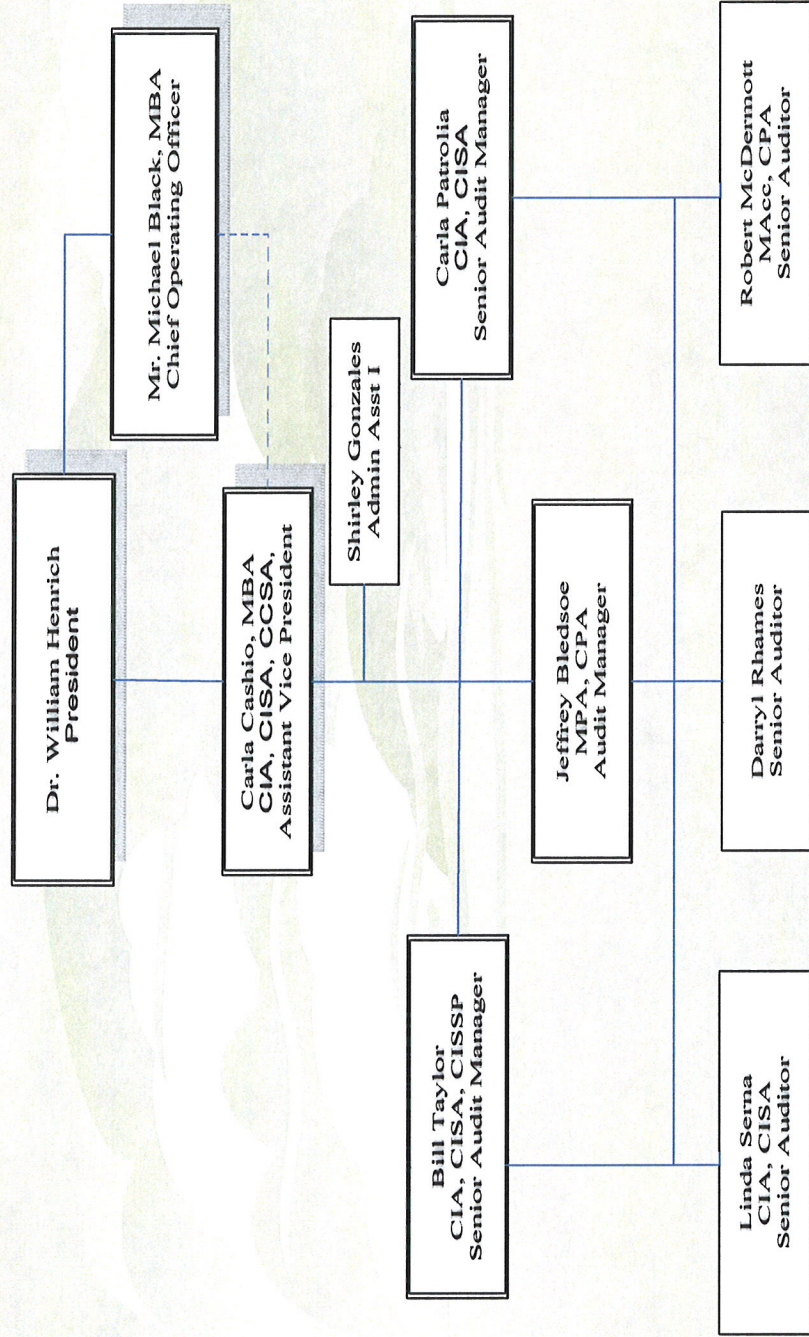 Dr. William Henrich
President
Mr. Michael Black, MBA
Chief Operating Officer
Carla Cashio, MBA
CIA, CISA, CCSA,
Assistant Vice President
Shirley Gonzales
Admin Asst I
Bill Taylor
CIA, CISA, CISSP
Senior Audit Manager
Carla Patrolia
CIA, CISA
Senior Audit Manager
Jeffrey Bledsoe
MPA, CPA
Audit Manager
Linda Serna
CIA, CISA
Senior Auditor
Darryl Rhames
Senior Auditor
Robert McDermott
MAcc, CPA
Senior Auditor